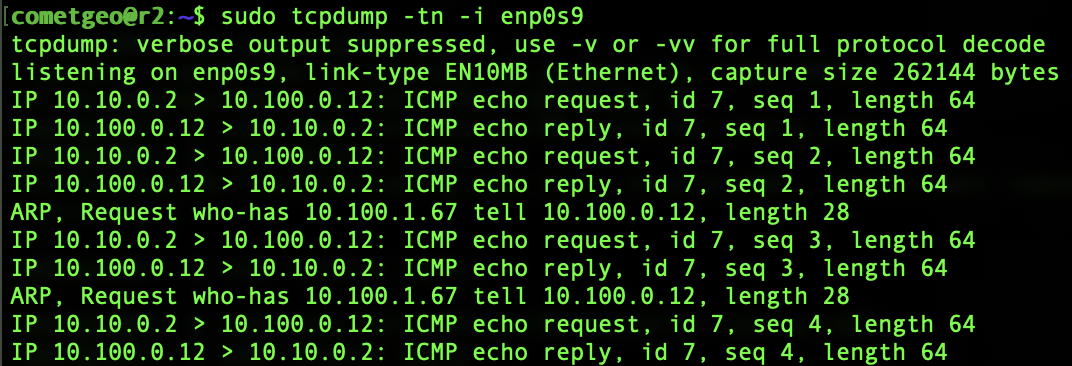 [cometgeo@r2:~$ sudo tcpdump -tn -i enp0s9
tcpdump: verbose output suppressed, use -v or -vv for full protocol decode
listening on enp0s9, link-type EN10MB (Ethernet), capture size 262144 bytes
IP 10.10.0.2 > 10.100.0.12: ICMP echo request, id 7, seq 1, length 64
IP 10.100.0.12 > 10.10.0.2: ICMP echo reply, id 7, seq 1, length 64
IP 10.10.0.2 > 10.100.0.12: ICMP echo request, id 7, seq 2, length 64
IP 10.100.0.12 > 10.10.0.2: ICMP echo reply, id 7, seq 2, length 64
ARP, Request who-has 10.100.1.67 tell 10.100.0.12, length 28
IP 10.10.0.2 > 10.100.0.12: ICMP echo request, id 7, seq 3, length 64
IP 10.100.0.12 > 10.10.0.2: ICMP echo reply, id 7, seq 3, length 64
ARP, Request who-has 10.100.1.67 tell 10.100.0.12, length 28
IP 10.10.0.2 > 10.100.0.12: ICMP echo request, id 7, seq 4, length 64
IP 10.100.0.12 > 10.10.0.2: ICMP echo reply, id 7, seq 4, length 64